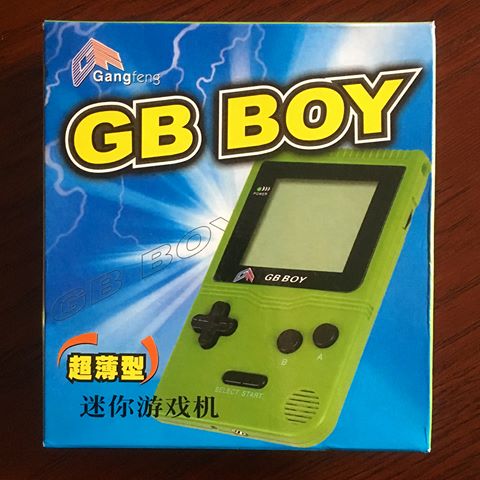 Gangfeng
GB BOY
POWER
GB BOY
GB BOY
B A
SELECT START
超薄型
迷你游戏机